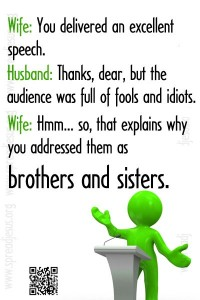 Wife: You delivered an excellent
speech.
Husband: Thanks, dear, but the
audience was full of fools and idiots.
Wife: Hmm... so, that explains why
you addressed them as
brothers and sisters.